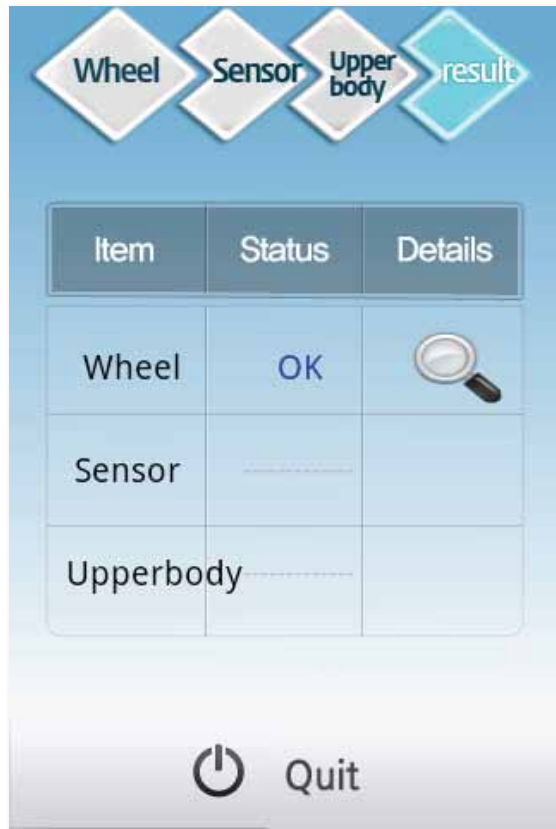 Wheel Sensor Upper body result
Item Status Details
Wheel OK
Sensor
Upperbody
Quit